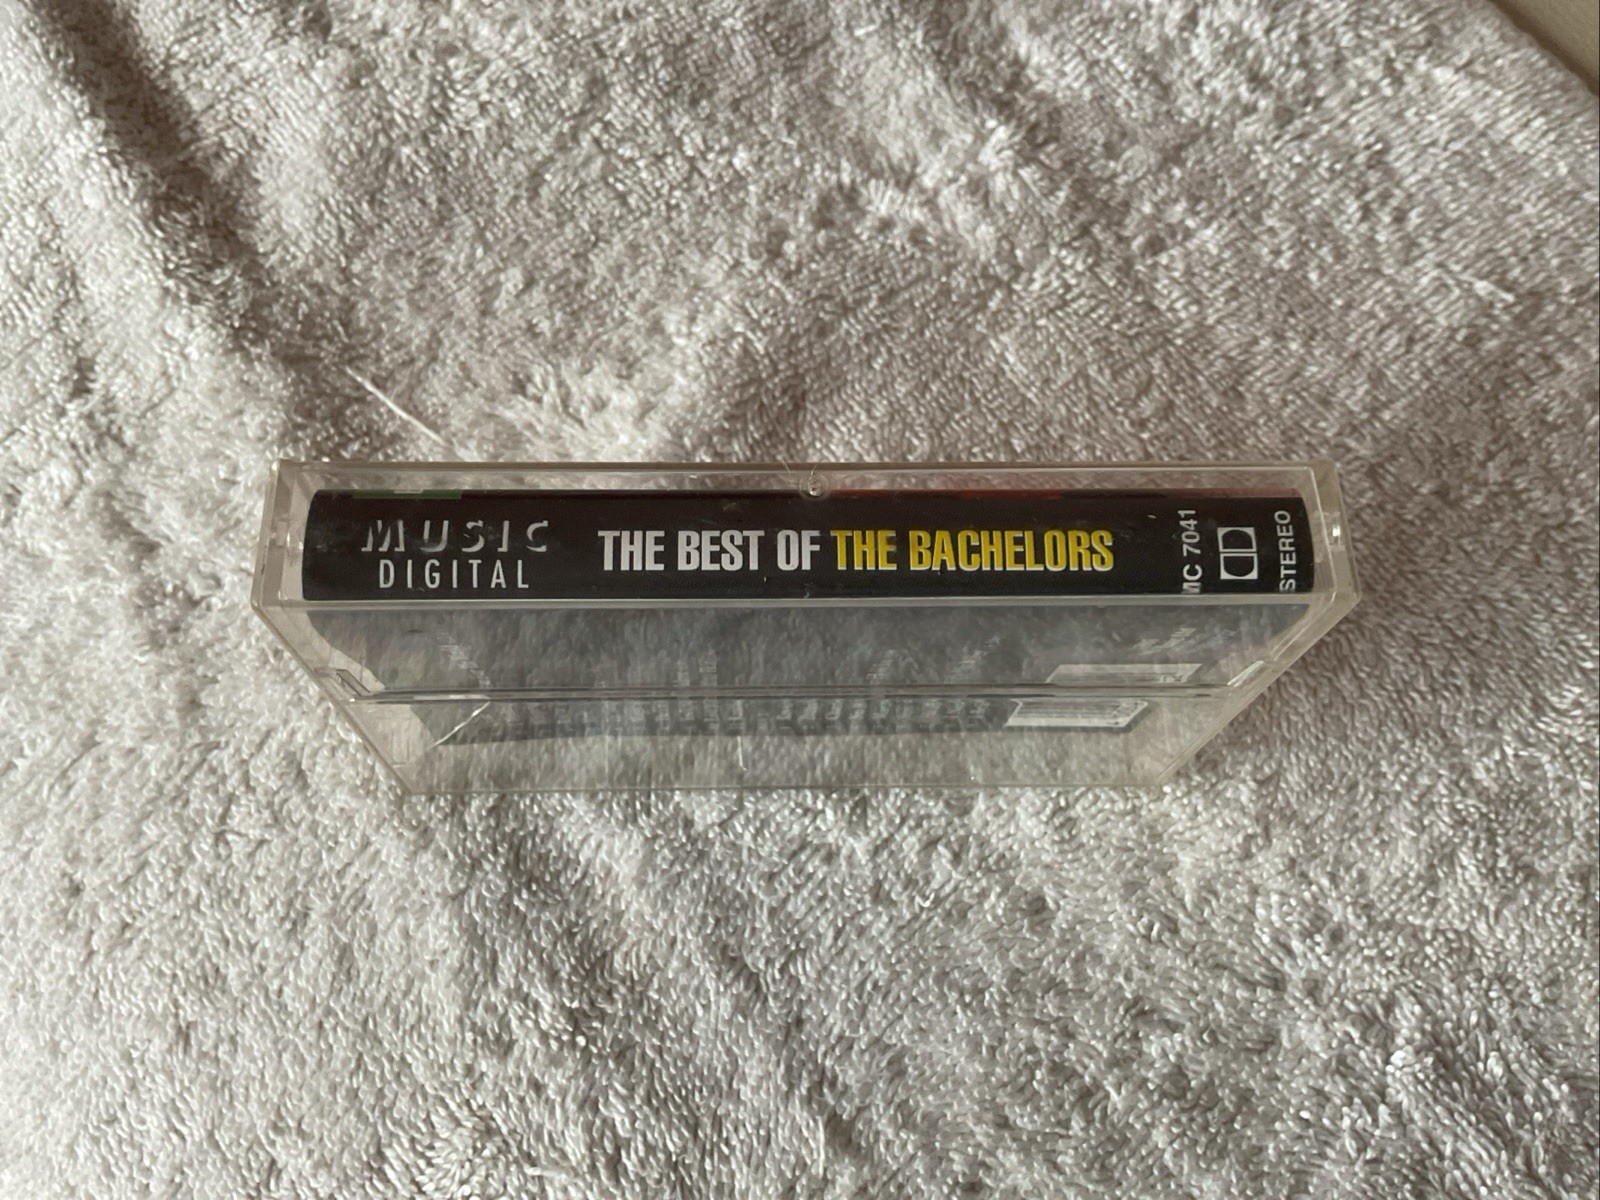 MUSIC
DIGITAL
THE BEST OF THE BACHELORS
MC 7041
STEREO